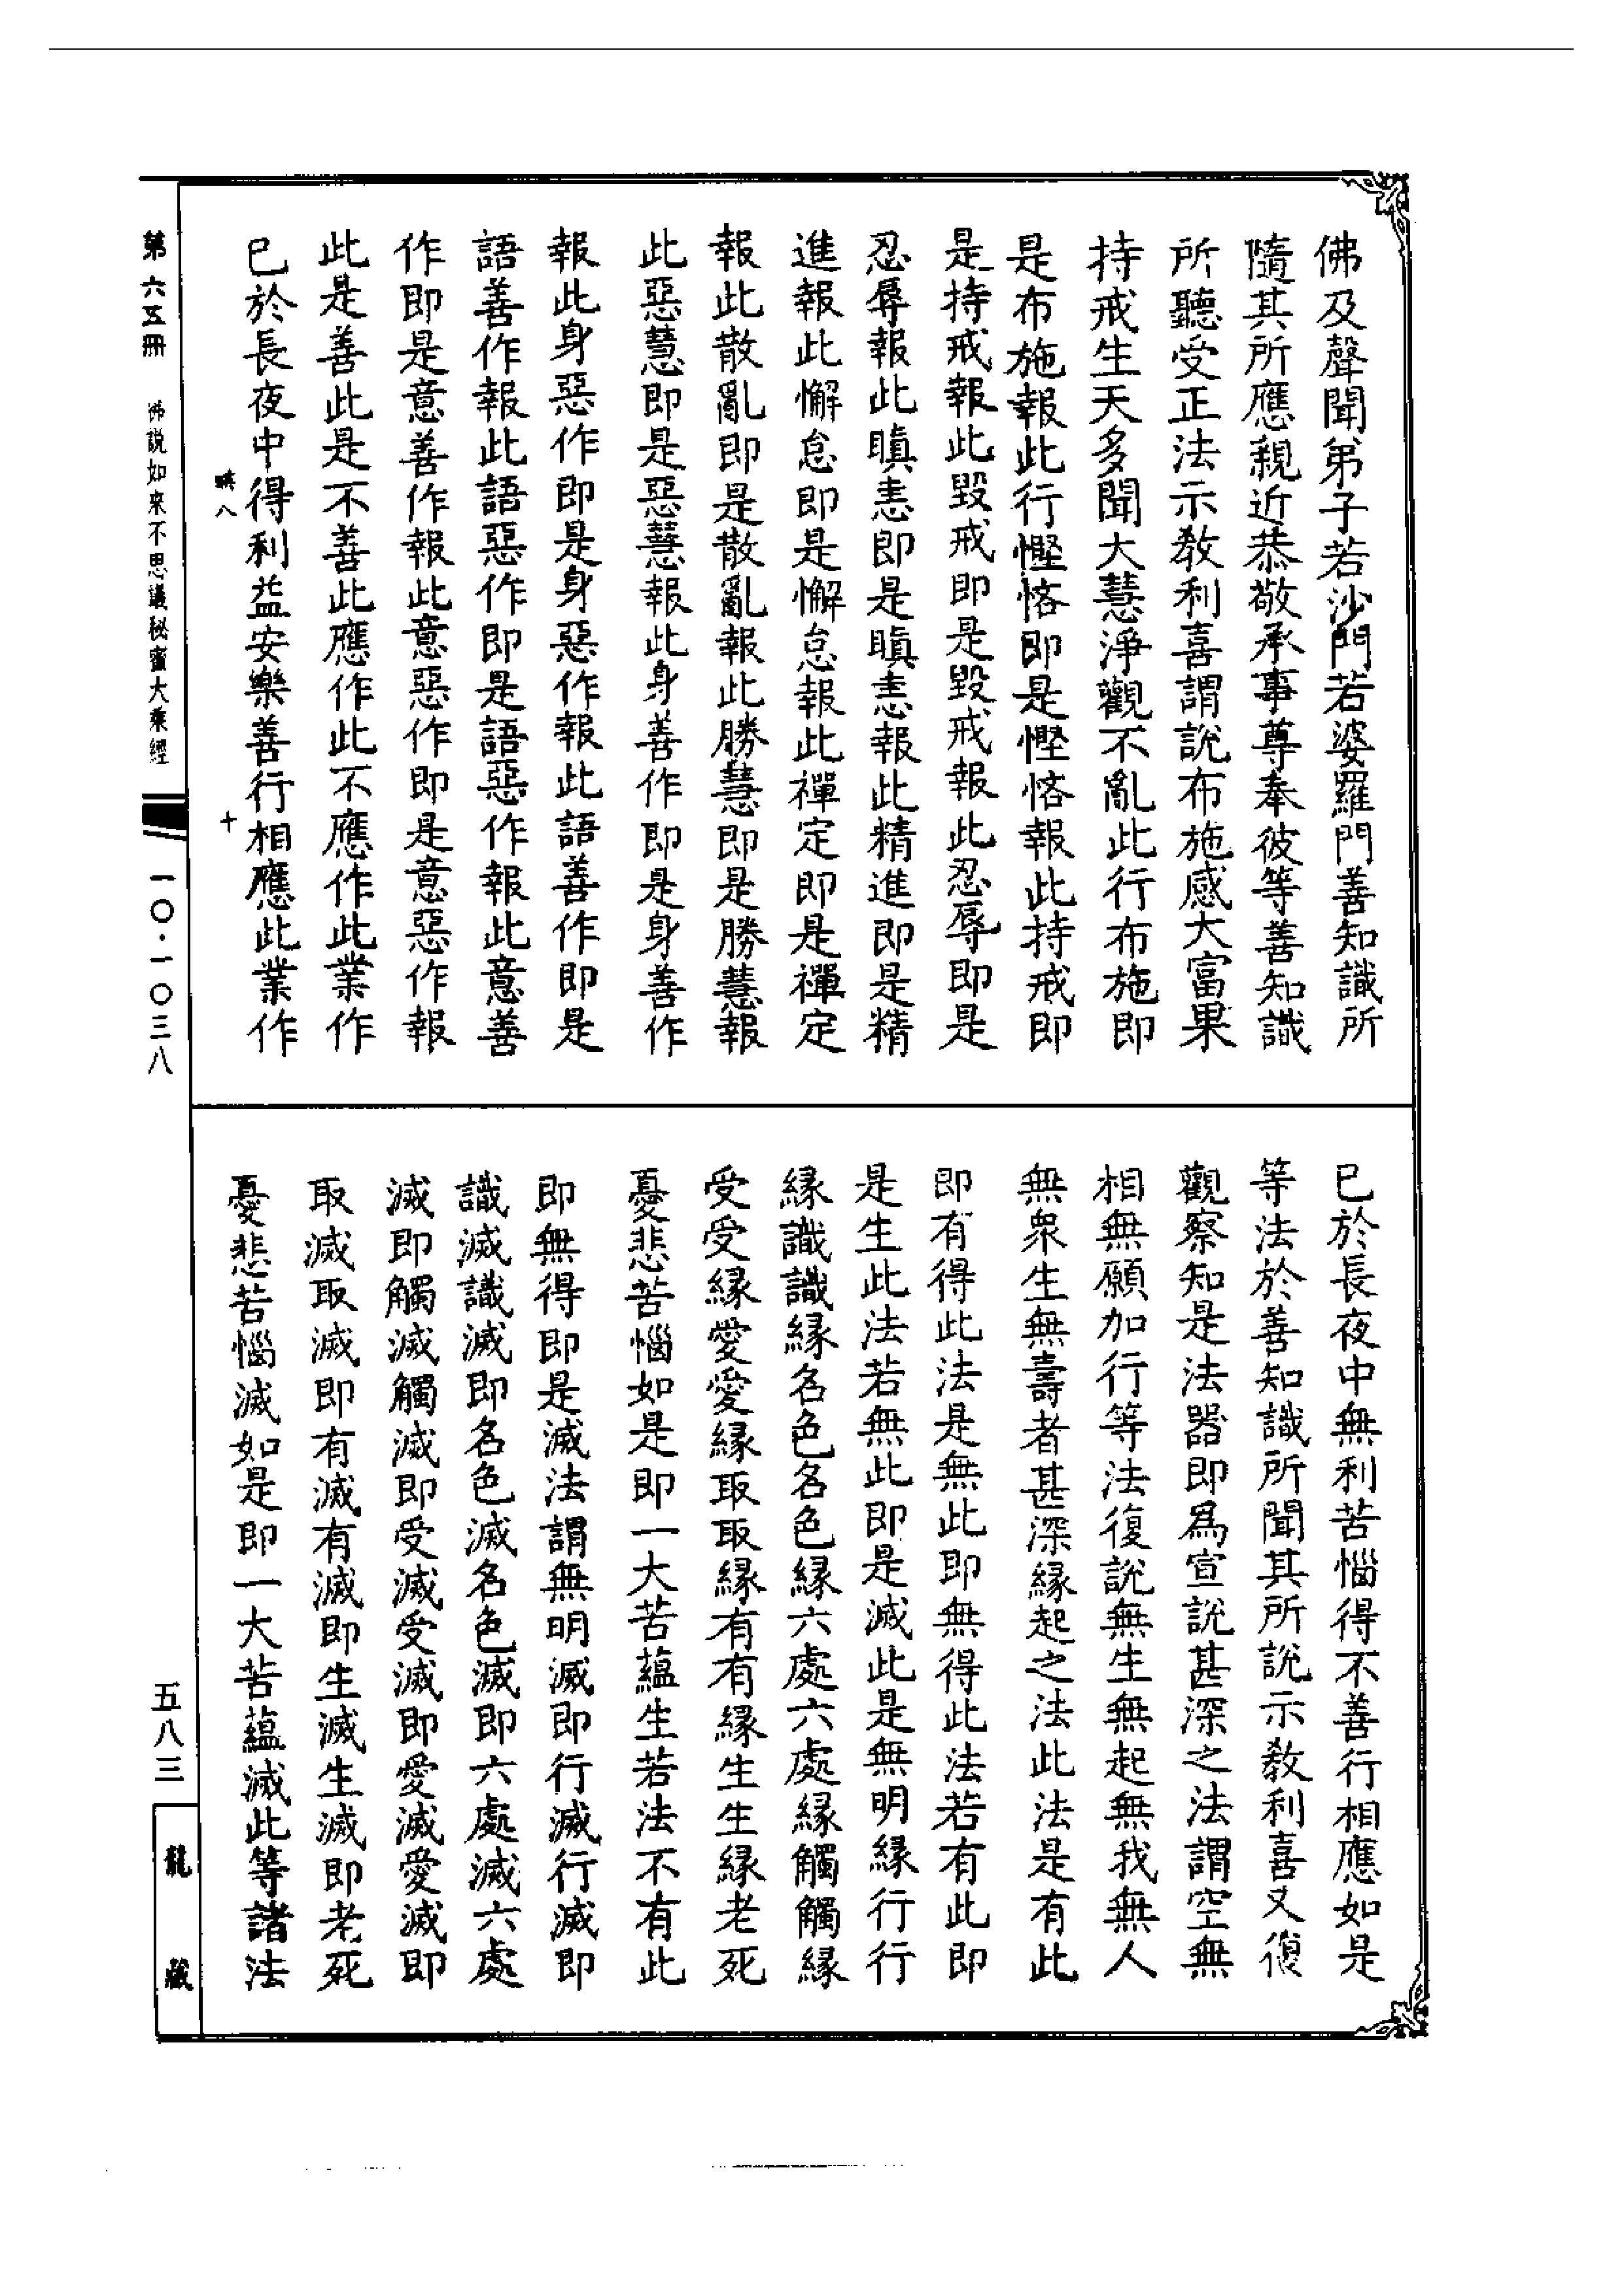 佛及聲聞弟子若沙門若婆羅門善知識所
隨其所應親近恭敬承事尊奉彼等善知識
所聽受正法示教利喜謂說布施感大富果
持戒生天多聞大慧淨觀不亂此行布施即
是布施報此行慳悋即是慳悋報此持戒即
是持戒報此毀戒即是毀戒報此忍辱即是
忍辱報此瞋恚即是瞋恚報此精進即是精
進報此懈怠即是懈怠報此禪定即是禪定
報此散亂即是散亂報此勝慧即是勝慧報
此惡慧即是惡慧報此身善作即是身善作
報此身惡作即是身惡作報此語善作即是
語善作報此語惡作即是語惡作報此意善
作即是意善作報此意惡作即是意惡作報
此是善此是不善此應作此不應作此業作
已於長夜中得利益安樂善行相應此業作
已於長夜中無利苦惱得不善行相應如是
等法於善知識所聞其所說示教利喜又復
觀察知是法器即為宣說甚深之法謂空無
相無願加行等法復說無生無起無我無人
無衆生無壽者甚深緣起之法此法是有此
即有得此法是無此即無得此法若有此即
是生此法若無此即是滅此是無明緣行行
緣識識緣名色名色緣六處六處緣觸觸緣
受受緣愛愛緣取取緣有有緣生生緣老死
憂悲苦惱如是即一大苦蘊生若法不有此
即無得即是滅法謂無明滅即行滅行滅即
識滅識滅即名色滅名色滅即六處滅六處
滅即觸滅觸滅即受滅受滅即愛滅愛滅即
取滅取滅即有滅有滅即生滅生滅即老死
憂悲苦惱滅如是即一大苦蘊滅此等諸法
第六五冊　佛說如來不思議秘蜜大乘經
八　十
一〇·一〇三八
五八三
龍藏